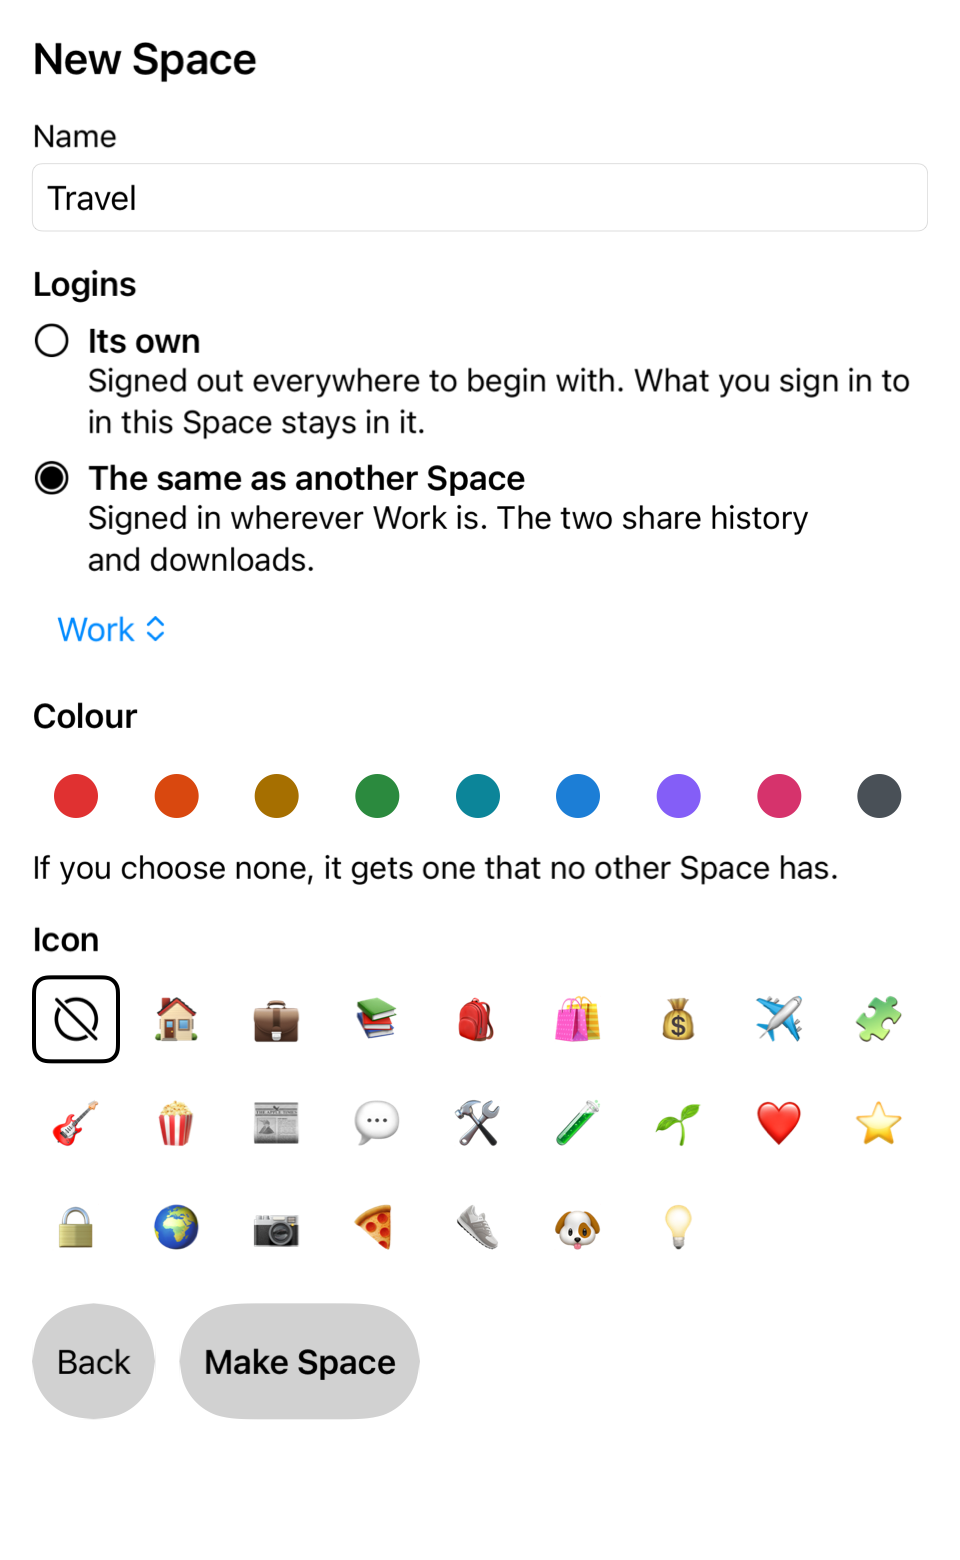 New Space
Name
Travel
Logins
Its own
Signed out everywhere to begin with. What you sign in to
in this Space stays in it.
The same as another Space
Signed in wherever Work is. The two share history
and downloads.
Work
Colour
If you choose none, it gets one that no other Space has.
Icon
Back
Make Space